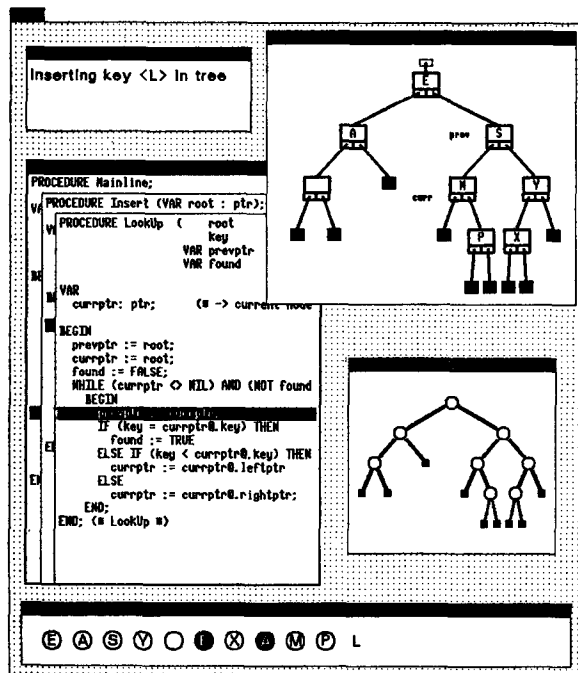 Inserting key <L> in tree
E
A
prev
S
curr
Y
P
X
PROCEDURE Mainline;
PROCEDURE Insert (VAR root : ptr);
PROCEDURE LookUp ( root
key
VAR prevptr
VAR found
VAR
currptr: ptr; (* -> current node
BEGIN
prevptr := root;
currptr := root;
found := FALSE;
WHILE (currptr <> NIL) AND (NOT found
BEGIN
IF (key = currptr@.key) THEN
found := TRUE
ELSE IF (key < currptr@.key) THEN
currptr := currptr@.leftptr
ELSE
currptr := currptr@.rightptr;
END;
END; (* LookUp *)
E A S Y X A M P L